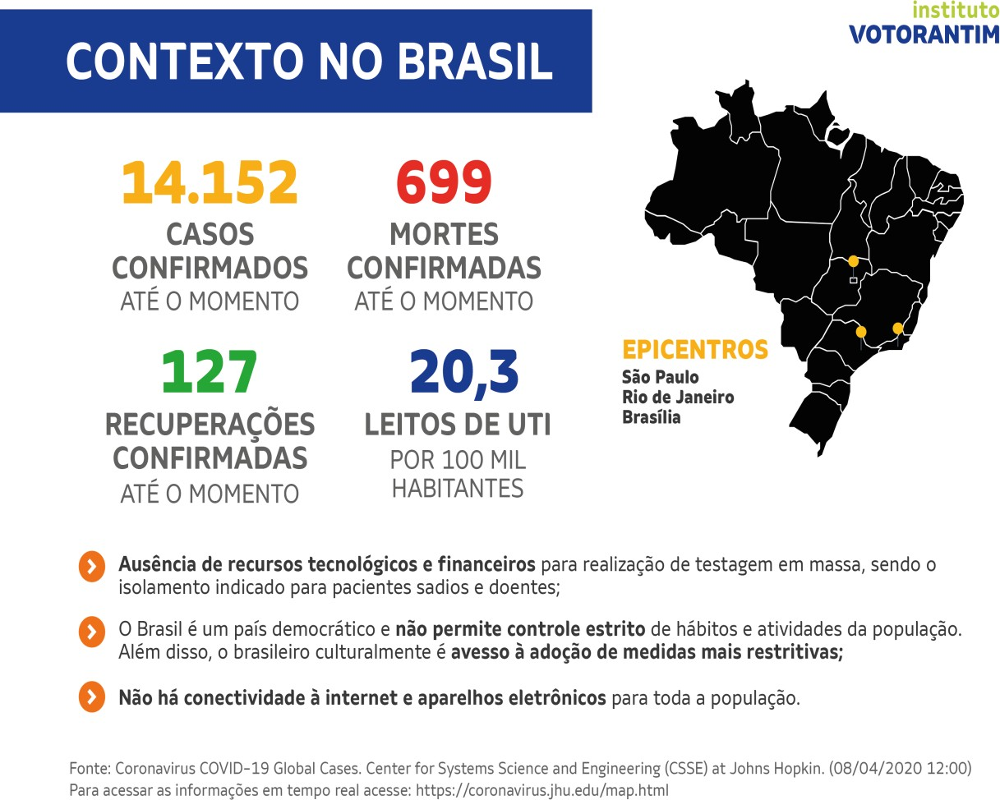 instituto
VOTORANTIM
CONTEXTO NO BRASIL
14.152
CASOS
CONFIRMADOS
ATÉ O MOMENTO
699
MORTES
CONFIRMADAS
ATÉ O MOMENTO
127
RECUPERAÇÕES
CONFIRMADAS
ATÉ O MOMENTO
20,3
LEITOS DE UTI
POR 100 MIL
HABITANTES
EPICENTROS
São Paulo
Rio de Janeiro
Brasília
Ausência de recursos tecnológicos e financeiros para realização de testagem em massa, sendo o
isolamento indicado para pacientes sadios e doentes;
O Brasil é um país democrático e não permite controle estrito de hábitos e atividades da população.
Além disso, o brasileiro culturalmente é avesso à adoção de medidas mais restritivas;
Não há conectividade à internet e aparelhos eletrônicos para toda a população.
Fonte: Coronavirus COVID-19 Global Cases. Center for Systems Science and Engineering (CSSE) at Johns Hopkin. (08/04/2020 12:00)
Para acessar as informações em tempo real acesse: https://coronavirus.jhu.edu/map.html